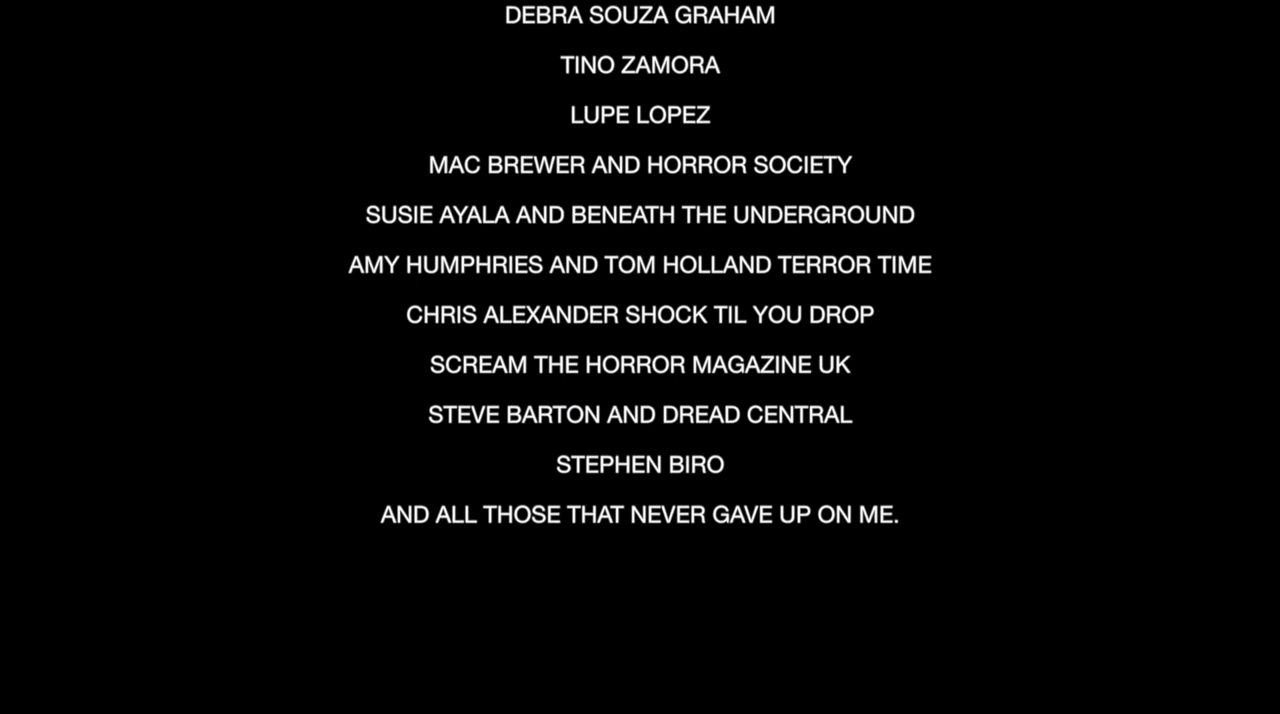 DEBRA SOUZA GRAHAM
TINO ZAMORA
LUPE LOPEZ
MAC BREWER AND HORROR SOCIETY
SUSIE AYALA AND BENEATH THE UNDERGROUND
AMY HUMPHRIES AND TOM HOLLAND TERROR TIME
CHRIS ALEXANDER SHOCK TIL YOU DROP
SCREAM THE HORROR MAGAZINE UK
STEVE BARTON AND DREAD CENTRAL
STEPHEN BIRO
AND ALL THOSE THAT NEVER GAVE UP ON ME.